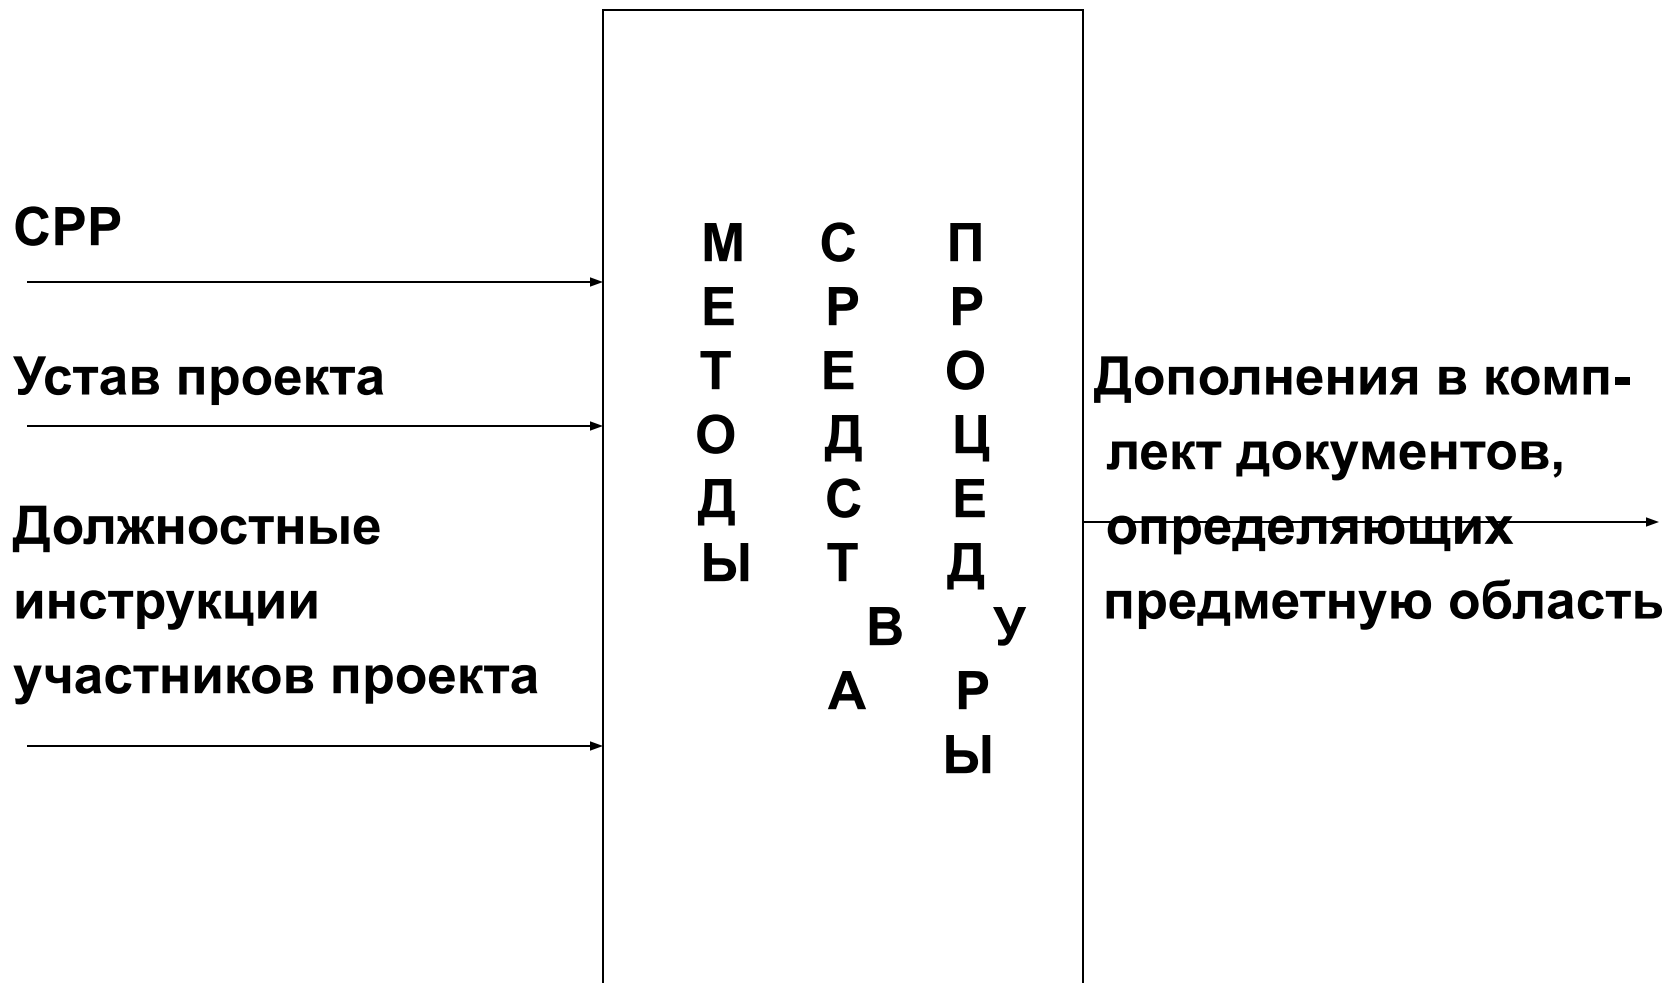 СРР
Устав проекта
Должностные
инструкции
участников проекта
М С П
Е Р Р
Т Е О
О Д Ц
Д С Е
Ы Т Д
В У
А Р
Ы
Дополнения в комп-
лект документов,
определяющих
предметную область